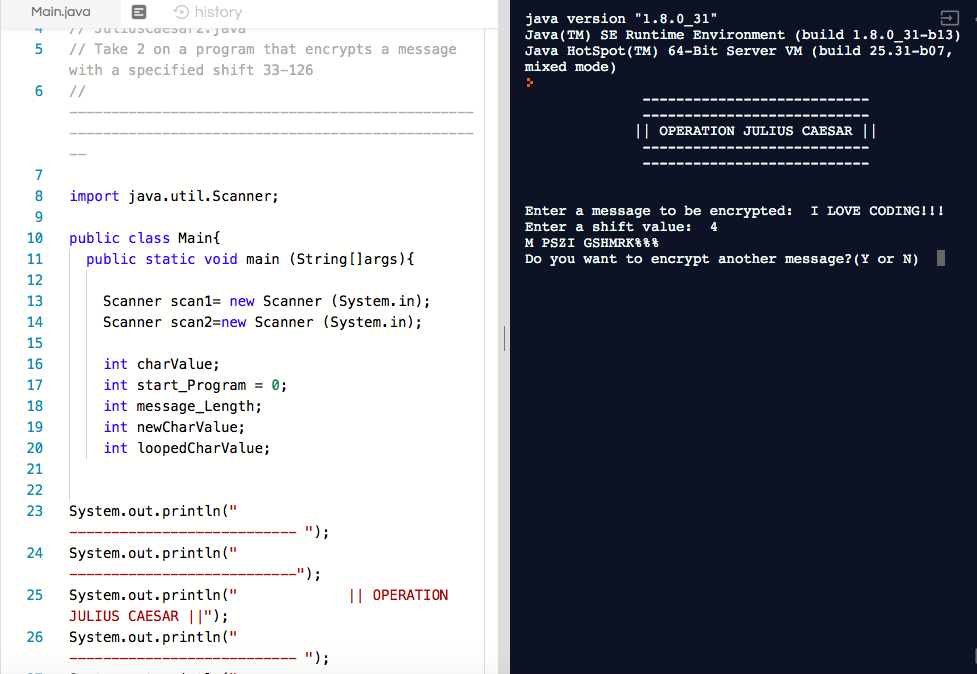 Main.java
history
4 // JuliusCaesar2.java
5 // Take 2 on a program that encrypts a message
with a specified shift 33-126
6 //
------------------------------------------------
------------------------------------------------
--
7
8 import java.util.Scanner;
9
10 public class Main{
11 public static void main (String[]args){
12
13 Scanner scan1= new Scanner (System.in);
14 Scanner scan2=new Scanner (System.in);
15
16 int charValue;
17 int start_Program = 0;
18 int message_Length;
19 int newCharValue;
20 int loopedCharValue;
21
22
23 System.out.println("
--------------------------- ");
24 System.out.println("
---------------------------");
25 System.out.println(" || OPERATION
JULIUS CAESAR ||");
26 System.out.println("
--------------------------- ");
java version "1.8.0_31"
Java(TM) SE Runtime Environment (build 1.8.0_31-b13)
Java HotSpot(TM) 64-Bit Server VM (build 25.31-b07,
mixed mode)
---------------------------
---------------------------
|| OPERATION JULIUS CAESAR ||
---------------------------
---------------------------
Enter a message to be encrypted:  I LOVE CODING!!!
Enter a shift value:  4
M PSZI GSHMRK%%%
Do you want to encrypt another message?(Y or N)